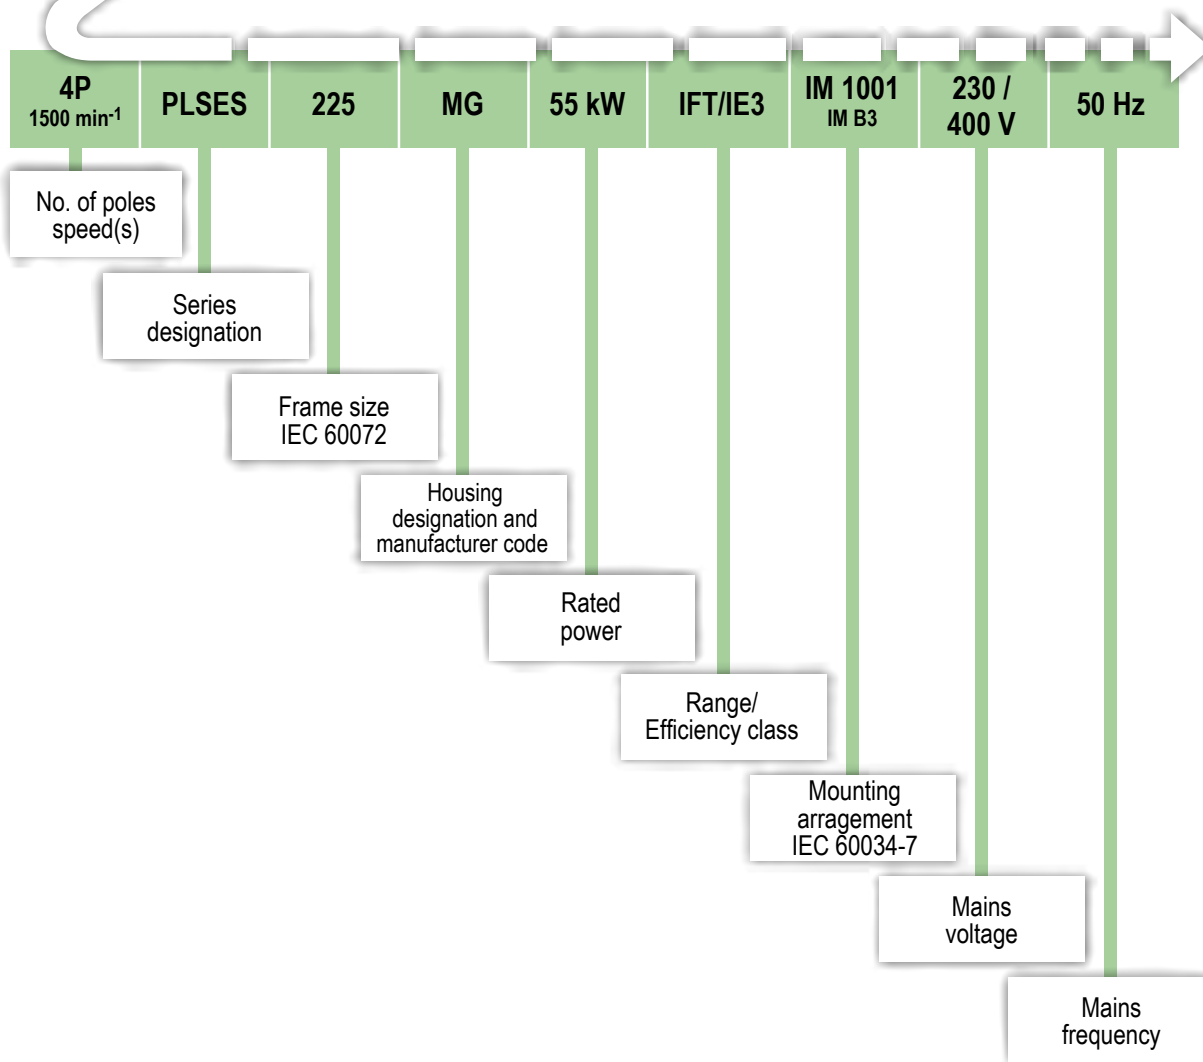 4P
1500 min-1
PLSES
225
MG
55 kW
IFT/IE3
IM 1001
IM B3
230 /
400 V
50 Hz
No. of poles
speed(s)
Series
designation
Frame size
IEC 60072
Housing
designation and
manufacturer code
Rated
power
Range/
Efficiency class
Mounting
arragement
IEC 60034-7
Mains
voltage
Mains
frequency